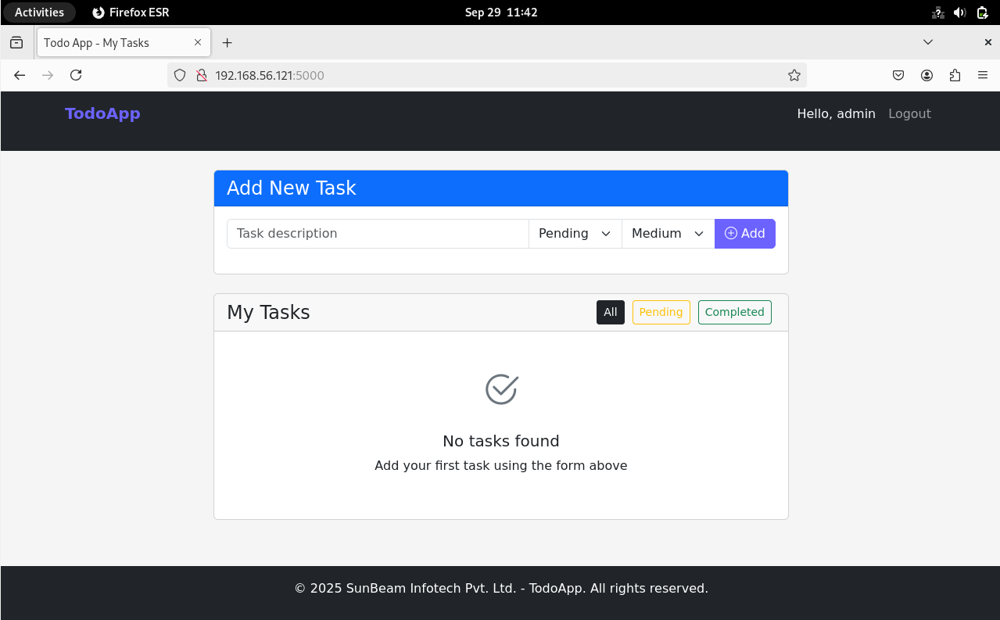 Activities Firefox ESR Sep 29 11:42
Todo App - My Tasks
192.168.56.121:5000
TodoApp Hello, admin Logout
Add New Task
Task description Pending Medium Add
My Tasks All Pending Completed
No tasks found
Add your first task using the form above
© 2025 SunBeam Infotech Pvt. Ltd. - TodoApp. All rights reserved.